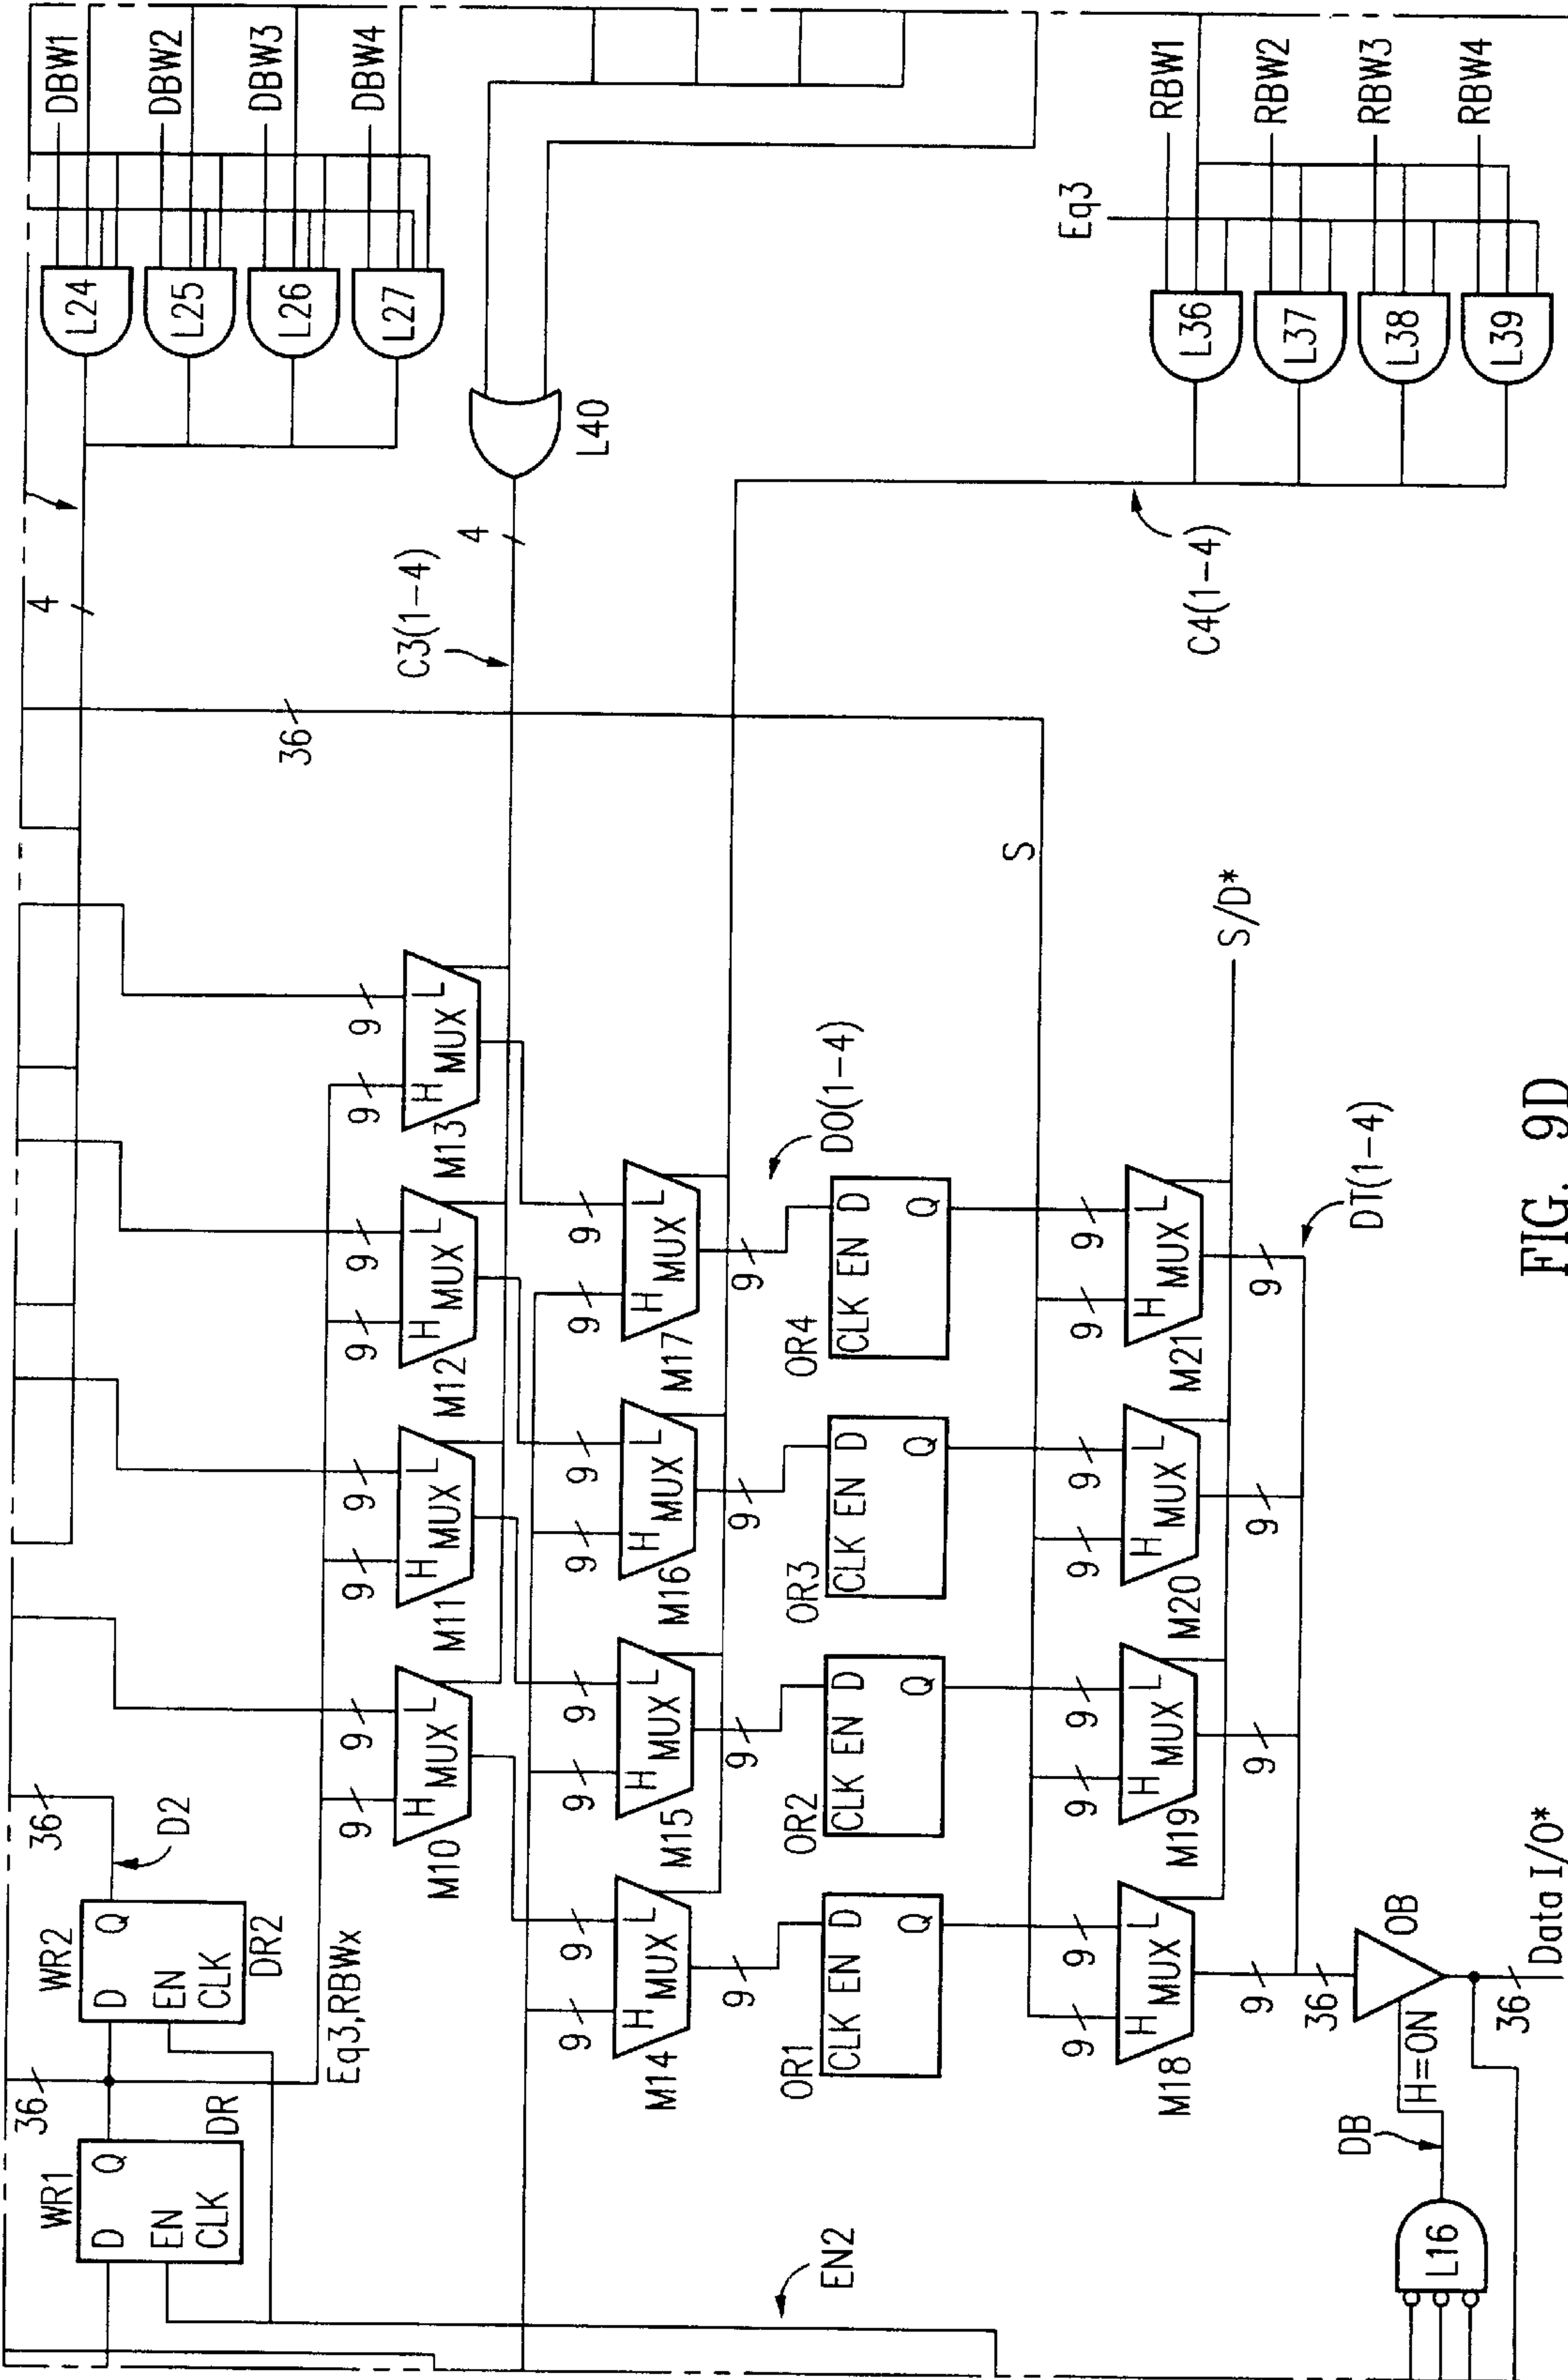 DBW1
DBW2
DBW3
DBW4
L24
L25
L26
L27
4
L40
4
C3(1–4)
36
RBW1
RBW2
RBW3
RBW4
Eq3
L36
L37
L38
L39
C4(1–4)
S
S/D*
36
WR1
D Q
EN
CLK
DR
36
D2
WR2
D Q
EN
CLK
DR2
Eq3,RBWx
9 9
H L
MUX
M10
9 9
H L
MUX
M11
9 9
H L
MUX
M12
9 9
H L
MUX
M13
9 9
H L
MUX
M14
9
9 9
H L
MUX
M15
9
9 9
H L
MUX
M16
9
9 9
H L
MUX
M17
9
DO(1–4)
OR1
CLK EN D
Q
OR2
CLK EN D
Q
OR3
CLK EN D
Q
OR4
CLK EN D
Q
9 9
H L
MUX
M18
9
9 9
H L
MUX
M19
9
9 9
H L
MUX
M20
9
9 9
H L
MUX
M21
9
DT(1–4)
EN2
36
OB
H=ON
DB
L16
36
Data I/O*
FIG. 9D